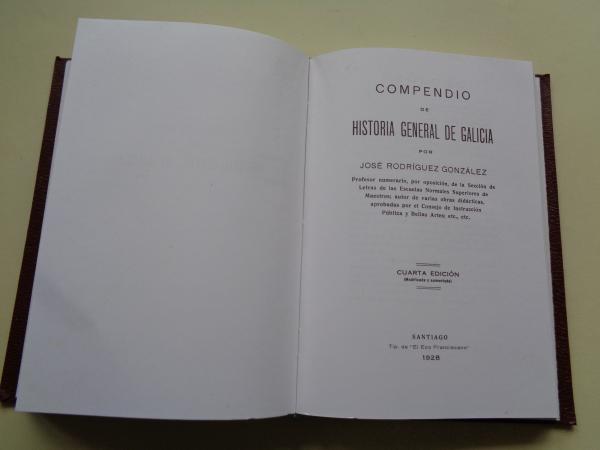 COMPENDIO
DE
HISTORIA GENERAL DE GALICIA
POR
JOSÉ RODRÍGUEZ GONZÁLEZ
Profesor numerario, por oposición, de la Sección de
Letras de las Escuelas Normales Superiores de
Maestros; autor de varias obras didácticas,
aprobadas por el Consejo de Instrucción
Pública y Bellas Artes; etc., etc.
CUARTA EDICIÓN
SANTIAGO
Tip. de "El Eco Franciscano"
1928